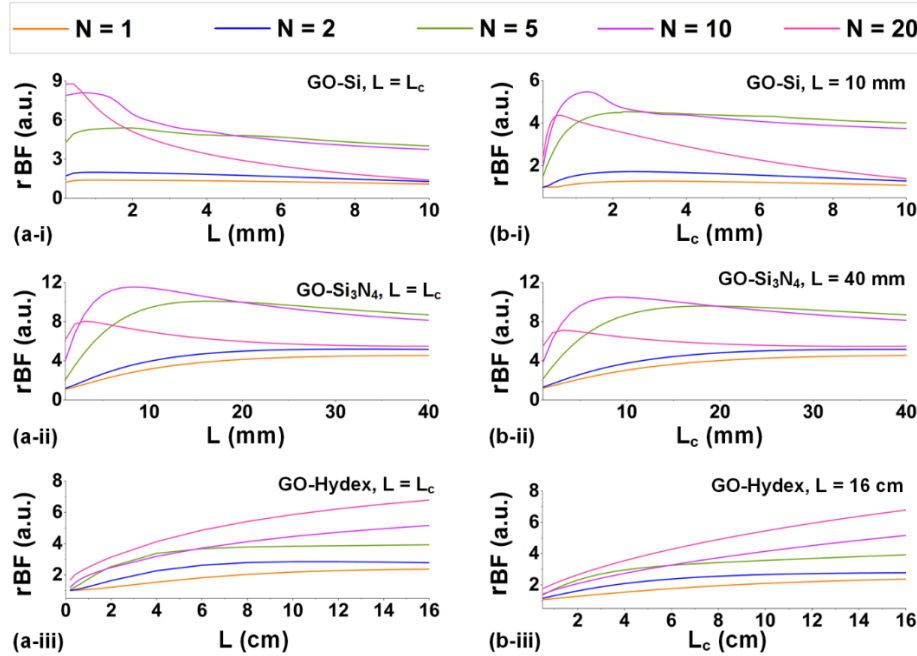 N = 1 N = 2 N = 5 N = 10 N = 20
GO-Si, L = Lc
rBF (a.u.)
9
6
3
0
2 4 6 8 10
(a-i) L (mm)
GO-Si, L = 10 mm
rBF (a.u.)
6
4
2
0 2 4 6 8 10
(b-i) Lc (mm)
GO-Si₃N₄, L = Lc
rBF (a.u.)
12
8
4
0
10 20 30 40
(a-ii) L (mm)
GO-Si₃N₄, L = 40 mm
rBF (a.u.)
12
8
4
0
10 20 30 40
(b-ii) Lc (mm)
GO-Hydex, L = Lc
rBF (a.u.)
8
6
4
2
0 2 4 6 8 10 12 14 16
(a-iii) L (cm)
GO-Hydex, L = 16 cm
rBF (a.u.)
8
6
4
2
2 4 6 8 10 12 14 16
(b-iii) Lc (cm)